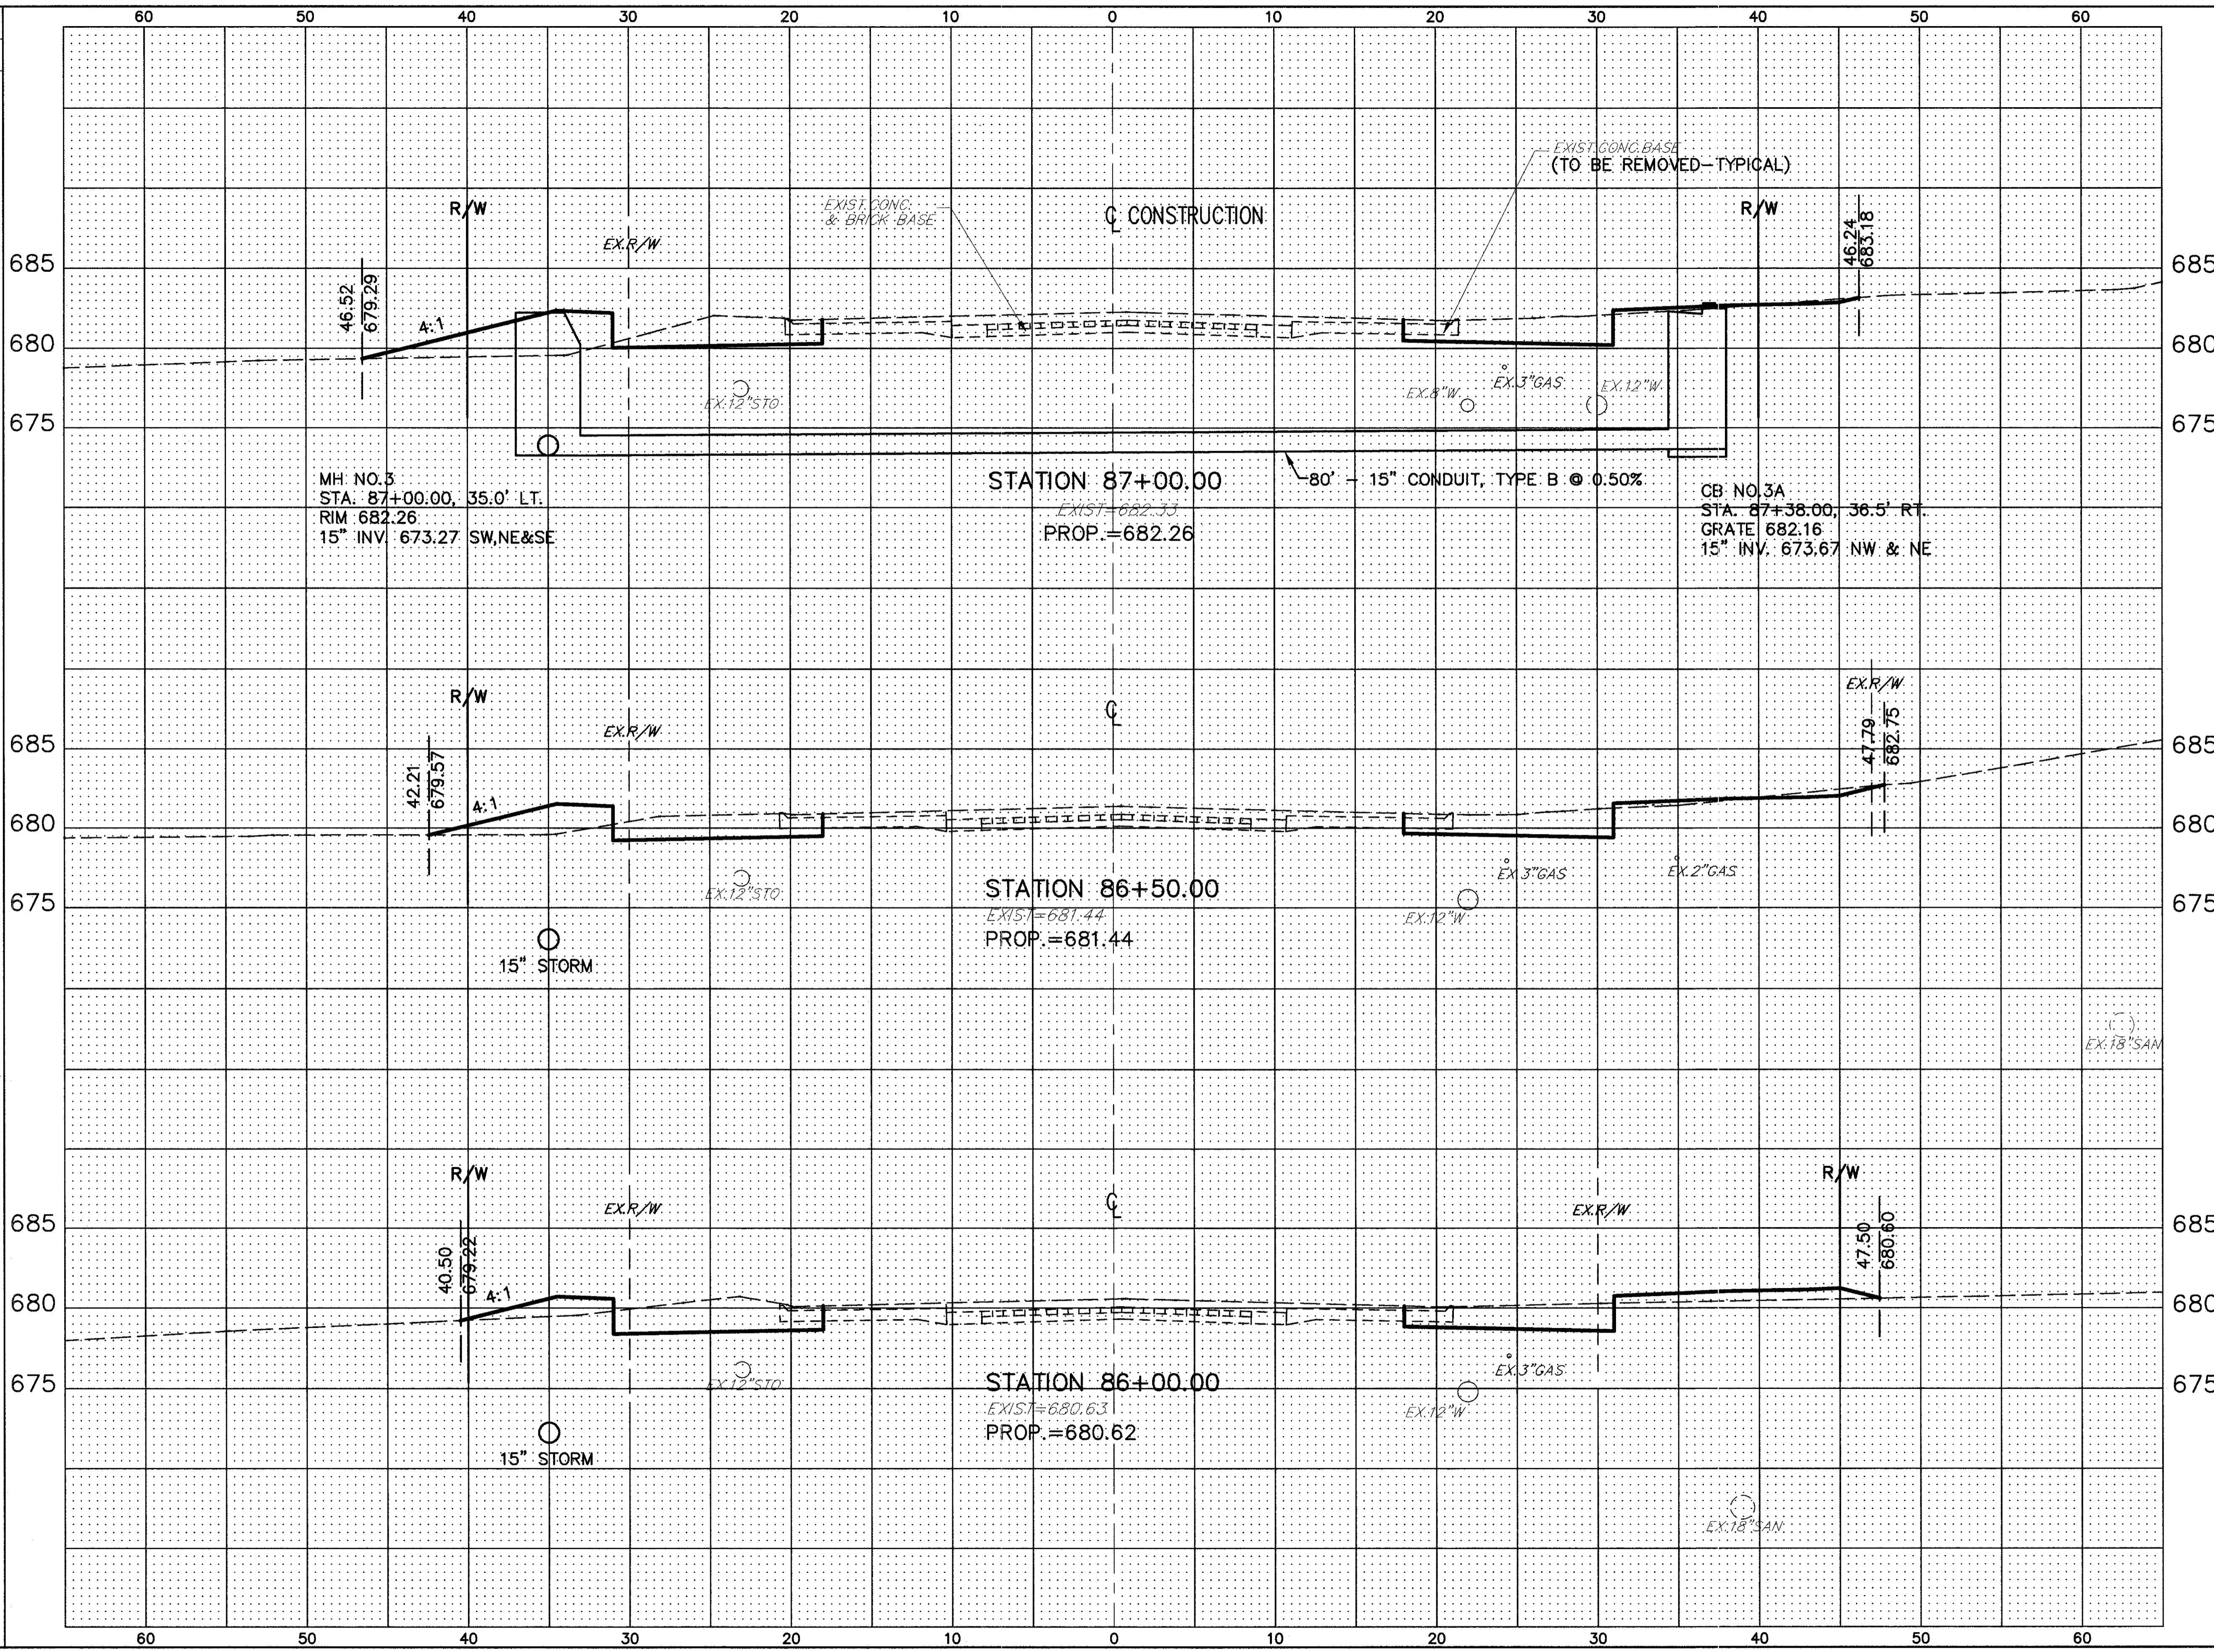 60 50 40 30 20 10 0 10 20 30 40 50 60
EXIST.CONC.BASE
(TO BE REMOVED-TYPICAL)
R/W
EXIST.CONC.
& BRICK BASE
℄ CONSTRUCTION
R/W
EX.R/W
46.24
683.18
685
685
46.52
679.29
4:1
680
680
EX.12"STO
EX.8"W
EX.3"GAS
EX.12"W
675
675
MH NO.3
STA. 87+00.00, 35.0' LT.
RIM 682.26
15" INV. 673.27 SW,NE&SE
STATION 87+00.00
EXIST=682.33
PROP.=682.26
80' - 15" CONDUIT, TYPE B @ 0.50%
CB NO.3A
STA. 87+38.00, 36.5' RT.
GRATE 682.16
15" INV. 673.67 NW & NE
R/W
EX.R/W
℄
EX.R/W
47.79
682.75
685
685
42.21
679.57
4:1
680
680
EX.12"STO
EX.3"GAS
EX.2"GAS
EX.12"W
675
675
STATION 86+50.00
EXIST=681.44
PROP.=681.44
15" STORM
EX.18"SAN
R/W
EX.R/W
℄
EX.R/W
R/W
685
685
40.50
679.22
4:1
47.50
680.60
680
680
EX.12"STO
EX.3"GAS
EX.12"W
675
675
STATION 86+00.00
EXIST=680.63
PROP.=680.62
15" STORM
EX.18"SAN
60 50 40 30 20 10 0 10 20 30 40 50 60